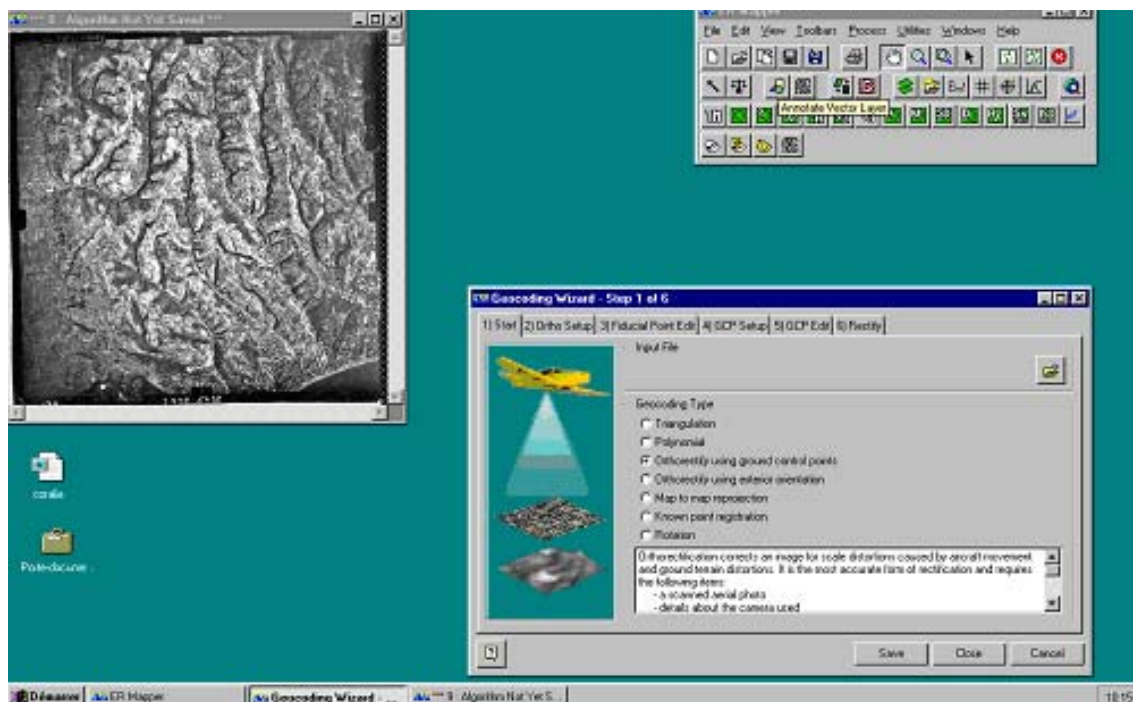 *** 3 : Algorithm Not Yet Saved ***
ER Mapper
File Edit View Toolbars Process Utilities Windows Help
Annotate Vector Layer
Geocoding Wizard - Step 1 of 6
1) Start 2) Ortho Setup 3) Fiducial Point Edit 4) GCP Setup 5) GCP Edit 6) Rectify
Input File
Geocoding Type
Triangulation
Polynomial
Orthorectify using ground control points
Orthorectify using exterior orientation
Map to map reprojection
Known point registration
Rotation
Orthorectification corrects an image for scale distortions caused by aircraft movement
and ground terrain distortions. It is the most accurate form of rectification and requires
the following items:
- a scanned aerial photo
- details about the camera used
Save Close Cancel
Porte-docume...
Démarrer ER Mapper Geocoding Wizard - ... *** 3 : Algorithm Not Yet S... 18:15